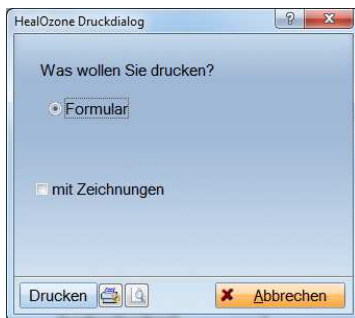 HealOzone Druckdialog
Was wollen Sie drucken?
Formular
mit Zeichnungen
Drucken
Abbrechen